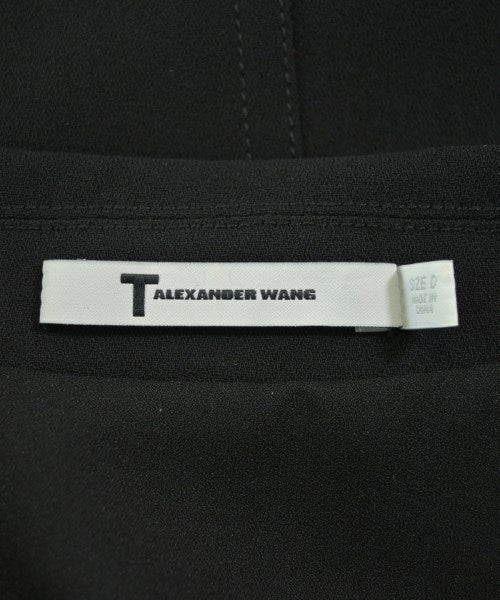 T ALEXANDER WANG
SIZE 0
MADE IN
CHINA